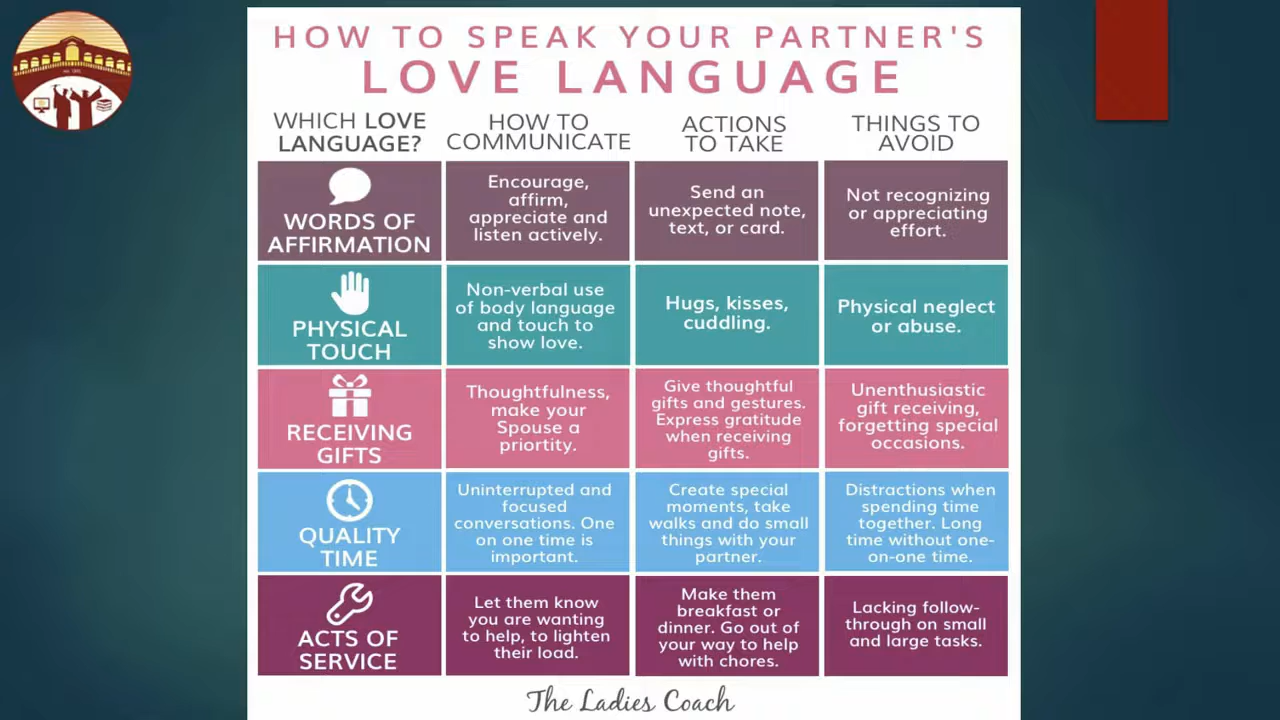 HOW TO SPEAK YOUR PARTNER'S
LOVE LANGUAGE
WHICH LOVE
LANGUAGE?
HOW TO
COMMUNICATE
ACTIONS
TO TAKE
THINGS TO
AVOID
WORDS OF
AFFIRMATION
Encourage,
affirm,
appreciate and
listen actively.
Send an
unexpected note,
text, or card.
Not recognizing
or appreciating
effort.
PHYSICAL
TOUCH
Non-verbal use
of body language
and touch to
show love.
Hugs, kisses,
cuddling.
Physical neglect
or abuse.
RECEIVING
GIFTS
Thoughtfulness,
make your
Spouse a
priortity.
Give thoughtful
gifts and gestures.
Express gratitude
when receiving
gifts.
Unenthusiastic
gift receiving,
forgetting special
occasions.
QUALITY
TIME
Uninterrupted and
focused
conversations. One
on one time is
important.
Create special
moments, take
walks and do small
things with your
partner.
Distractions when
spending time
together. Long
time without one-
on-one time.
ACTS OF
SERVICE
Let them know
you are wanting
to help, to lighten
their load.
Make them
breakfast or
dinner. Go out of
your way to help
with chores.
Lacking follow-
through on small
and large tasks.
The Ladies Coach